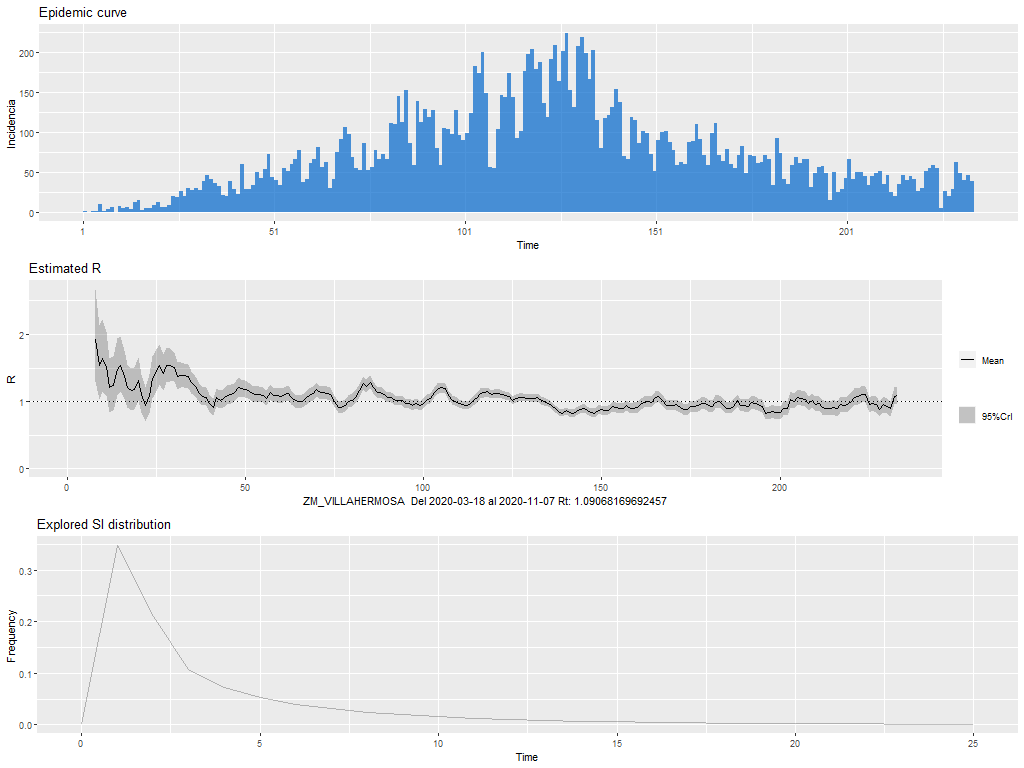 Epidemic curve
200
150
100
50
0
Incidencia
1
51
101
151
201
Time
Estimated R
2
1
0
R
0
50
100
150
200
ZM_VILLAHERMOSA Del 2020-03-18 al 2020-11-07 Rt: 1.09068169692457
Mean
95%CrI
Explored SI distribution
0.3
0.2
0.1
0.0
Frequency
0
5
10
15
20
25
Time